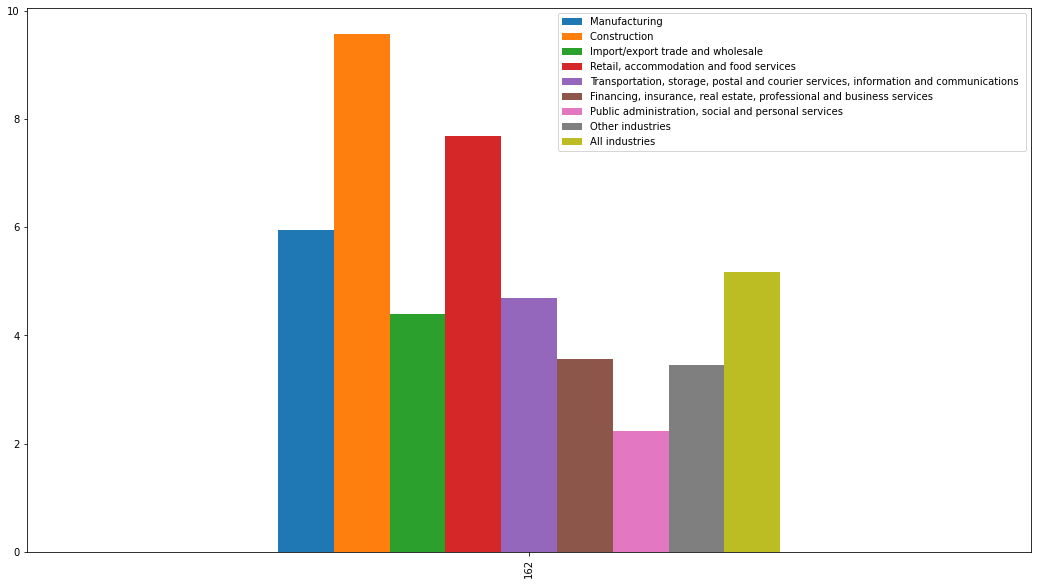 10
8
6
4
2
0
162
Manufacturing
Construction
Import/export trade and wholesale
Retail, accommodation and food services
Transportation, storage, postal and courier services, information and communications
Financing, insurance, real estate, professional and business services
Public administration, social and personal services
Other industries
All industries